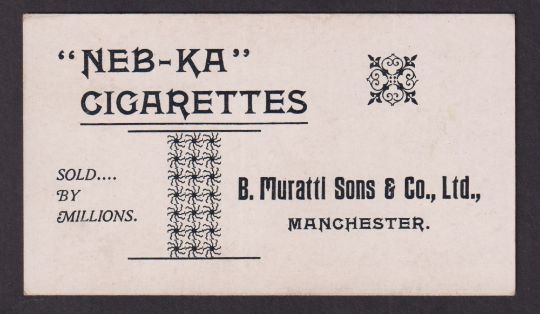 "NEB-KA"
CIGARETTES
SOLD....
BY
MILLIONS.
B. Muratti Sons & Co., Ltd.,
MANCHESTER.